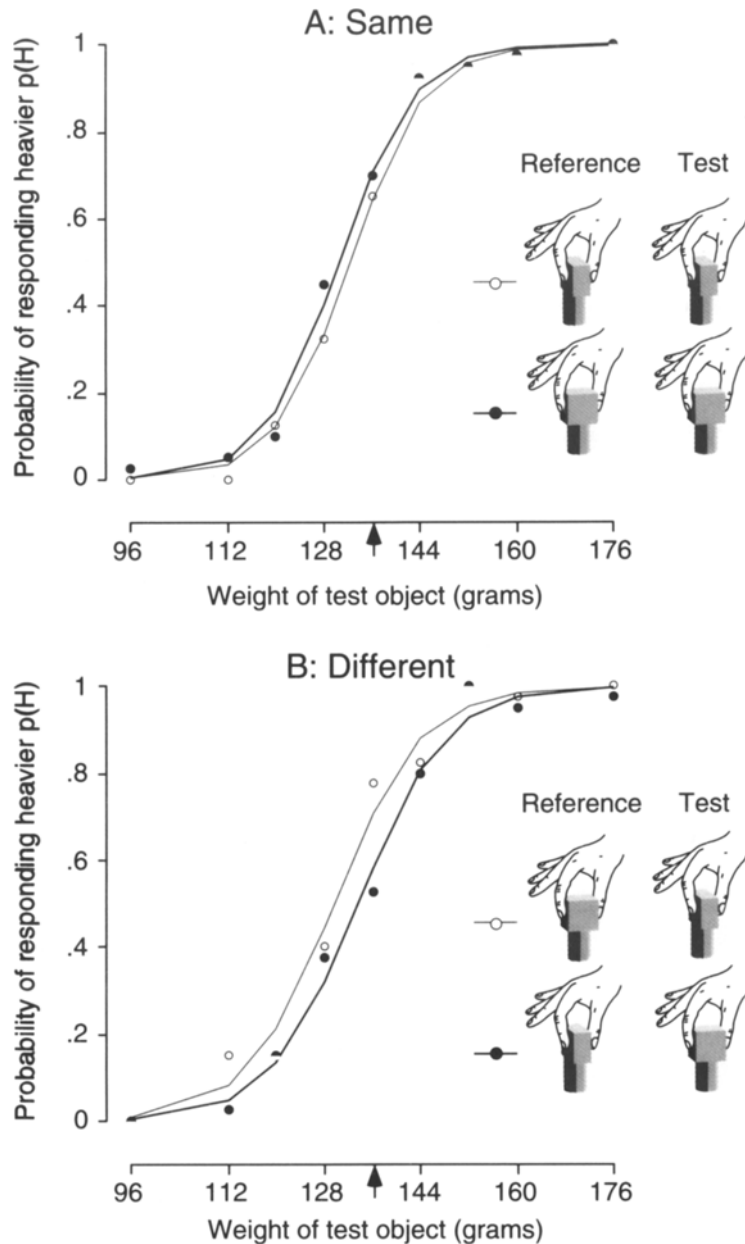 A: Same
Probability of responding heavier p(H)
1
.8
.6
.4
.2
0
Reference Test
96 112 128 144 160 176
Weight of test object (grams)
B: Different
Probability of responding heavier p(H)
1
.8
.6
.4
.2
0
Reference Test
96 112 128 144 160 176
Weight of test object (grams)